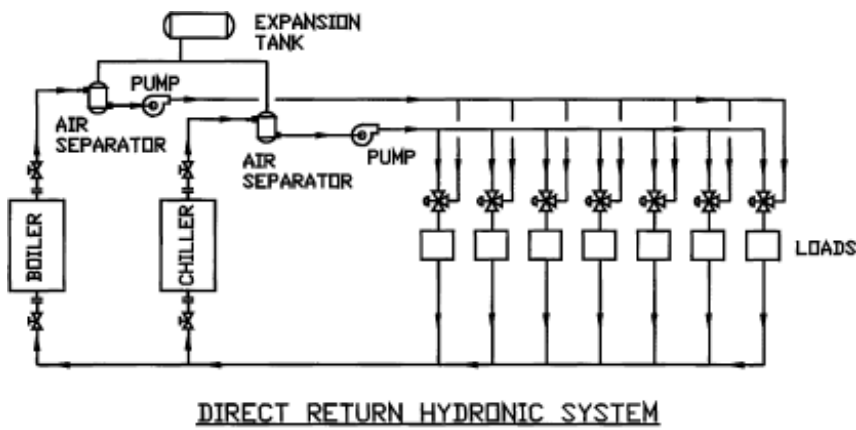 EXPANSION
TANK
PUMP
AIR
SEPARATOR
PUMP
AIR
SEPARATOR
BOILER
CHILLER
LOADS
DIRECT RETURN HYDRONIC SYSTEM